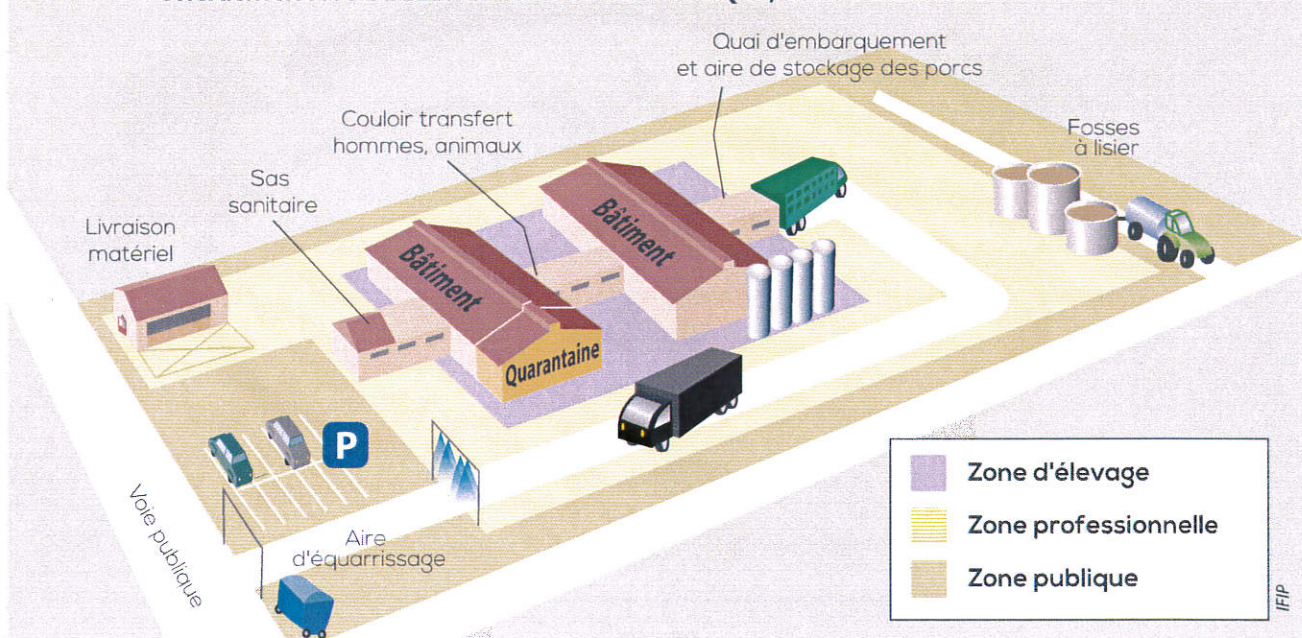 Quai d'embarquement
et aire de stockage des porcs
Couloir transfert
hommes, animaux
Fosses
à lisier
Sas
sanitaire
Livraison
matériel
Bâtiment
Bâtiment
Quarantaine
P
Voie publique
Aire
d'équarrissage
Zone d'élevage
Zone professionnelle
Zone publique
IFIP